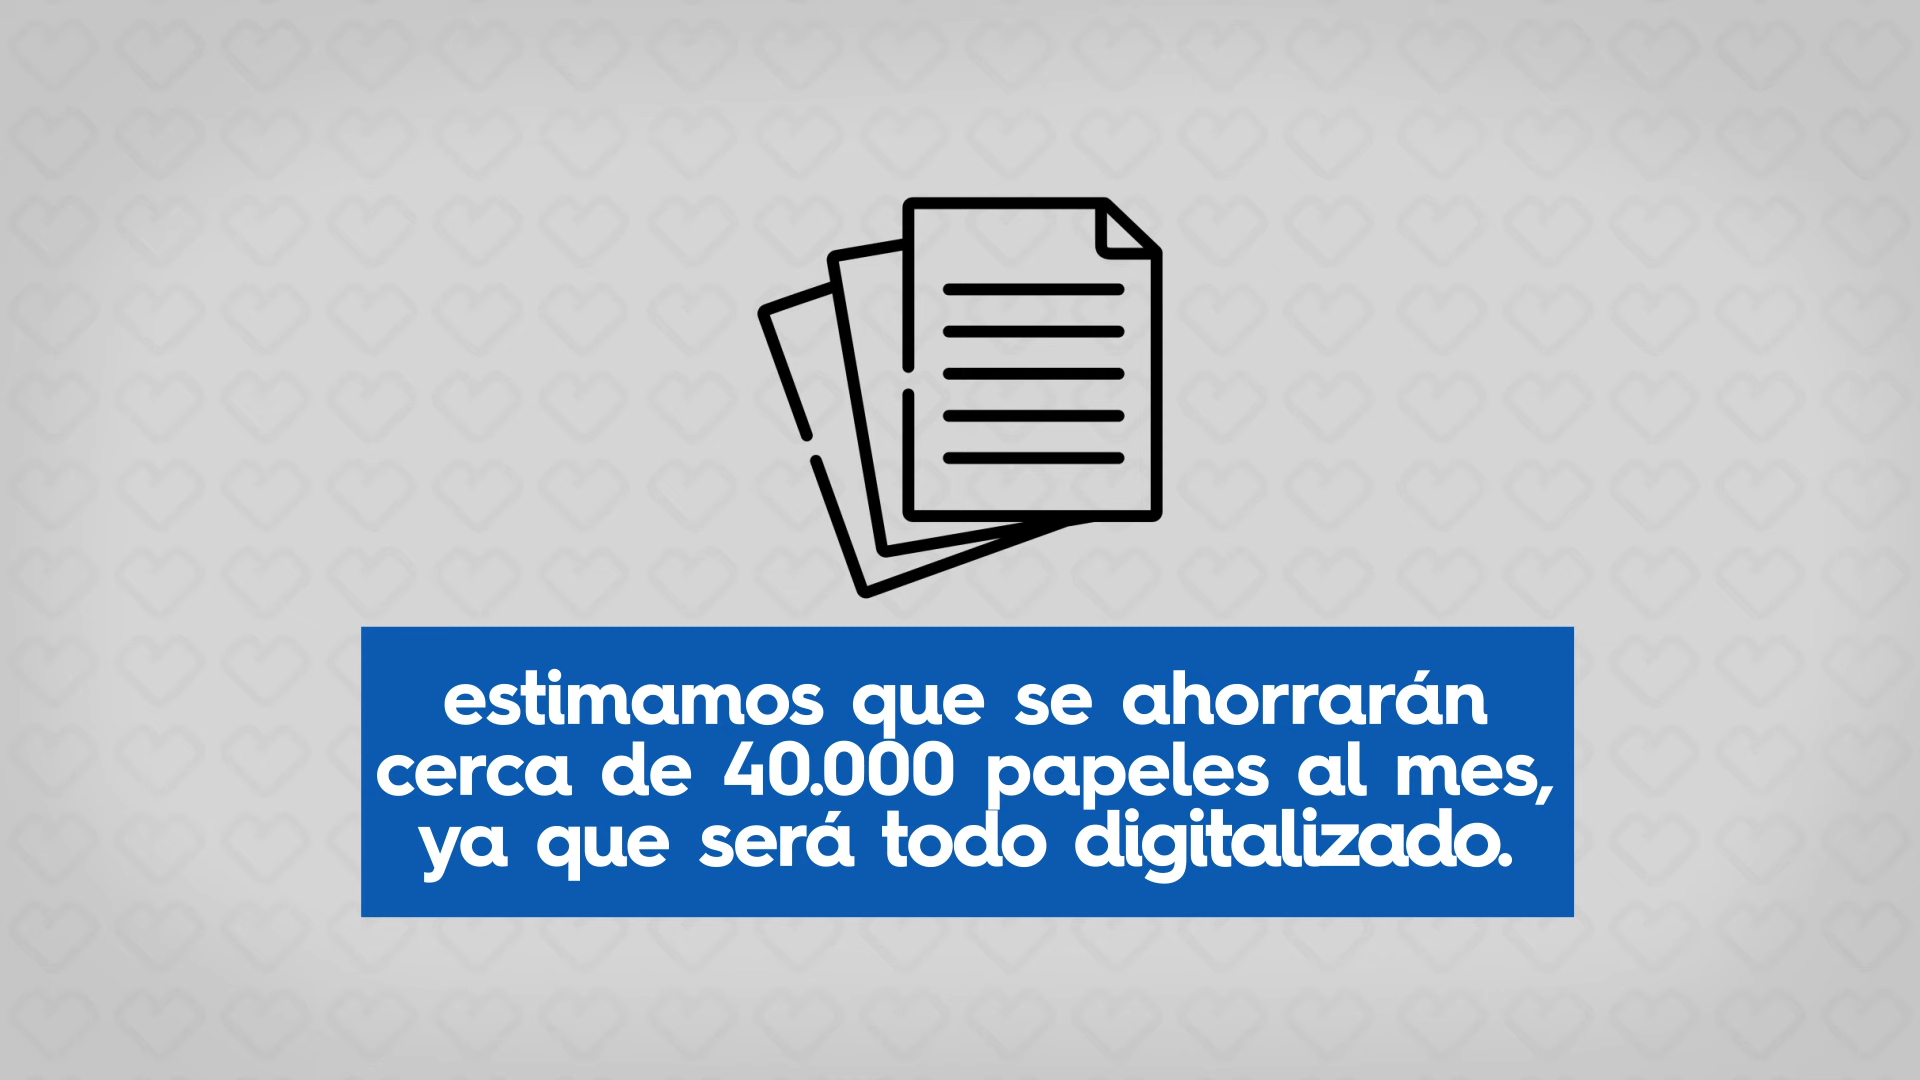 estimamos que se ahorrarán
cerca de 40.000 papeles al mes,
ya que será todo digitalizado.